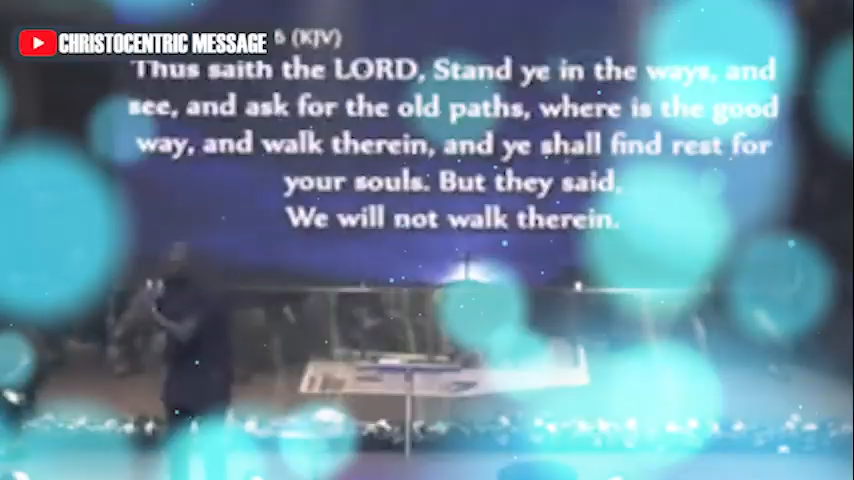 CHRISTOCENTRIC MESSAGE
6 (KJV)
Thus saith the LORD, Stand ye in the ways, and
see, and ask for the old paths, where is the good
way, and walk therein, and ye shall find rest for
your souls. But they said,
We will not walk therein.